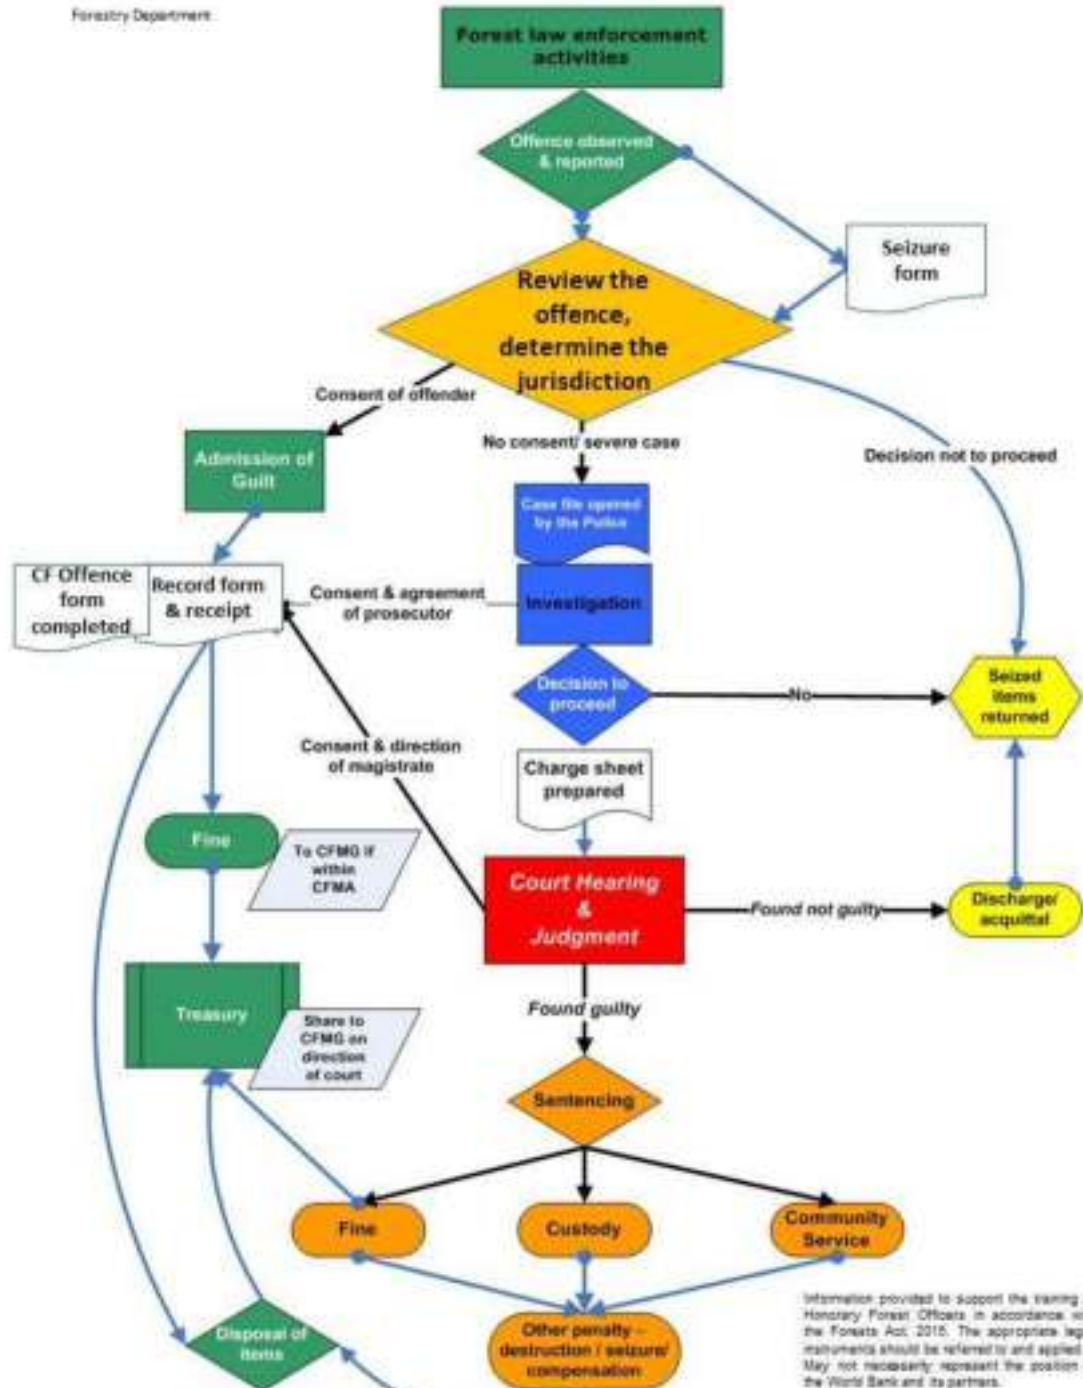 Forestry Department
Forest law enforcement
activities
Offence observed
& reported
Seizure
form
Review the
offence,
determine the
jurisdiction
Consent of offender
No consent/ severe case
Decision not to proceed
Admission of
Guilt
Case file opened
by the Police
CF Offence
form
completed
Record form
& receipt
Consent & agreement
of prosecutor
Investigation
Decision to
proceed
No
Seized
items
returned
Consent & direction
of magistrate
Charge sheet
prepared
Fine
To CFMG if
within
CFMA
Court Hearing
&
Judgment
Found not guilty
Discharge/
acquittal
Treasury
Share to
CFMG on
direction
of court
Found guilty
Sentencing
Fine
Custody
Community
Service
Disposal of
items
Other penalty –
destruction / seizure/
compensation
Information provided to support the training
Honorary Forest Officers in accordance
the Forests Act, 2015. The appropriate
instruments should be referred to and applied
May not necessarily represent the position
the World Bank and its partners.